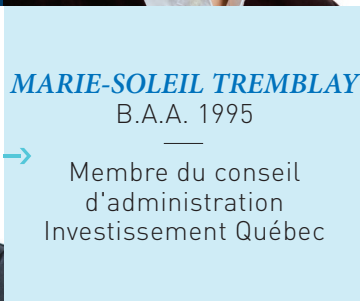 MARIE-SOLEIL TREMBLAY
B.A.A. 1995
Membre du conseil
d'administration
Investissement Québec